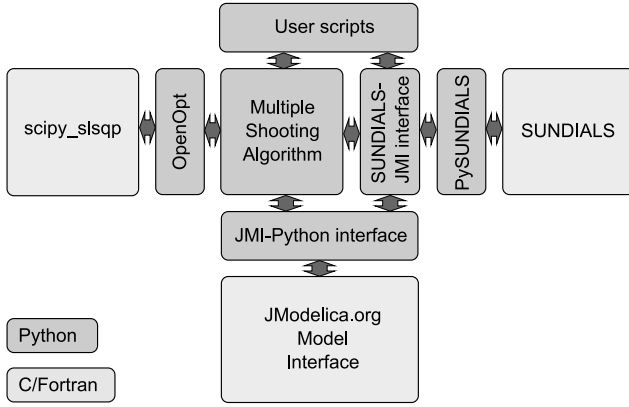 User scripts
scipy_slsqp
OpenOpt
Multiple
Shooting
Algorithm
SUNDIALS-
JMI interface
PySUNDIALS
SUNDIALS
JMI-Python interface
JModelica.org
Model
Interface
Python
C/Fortran